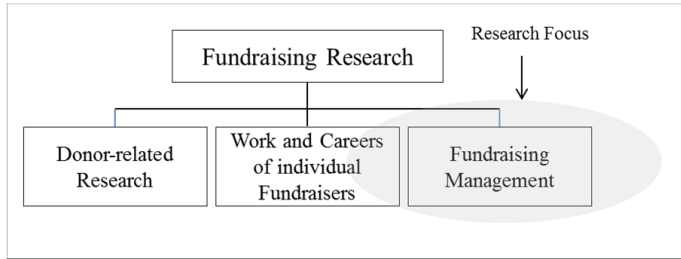 Research Focus
Fundraising Research
Donor-related
Research
Work and Careers
of individual
Fundraisers
Fundraising
Management